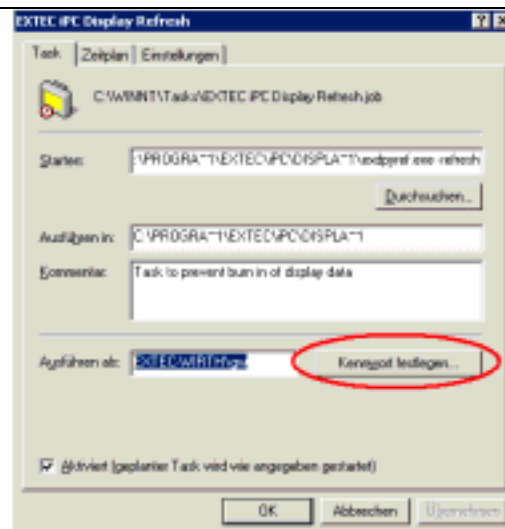 EXTEC iPC Display Refresh
Task Zeitplan Einstellungen
C:\WINNT\Tasks\EXTEC iPC Display Refresh.job
Starten: :\PROGRA~1\EXTEC\iPC\DISPLA~1\exdpyref.exe -refresh
Durchsuchen...
Ausführen in: C:\PROGRA~1\EXTEC\iPC\DISPLA~1
Kommentar: Task to prevent burn in of display data
Ausführen als: Kennwort festlegen...
Aktiviert (geplanter Task wird wie angegeben gestartet)
OK Abbrechen Übernehmen